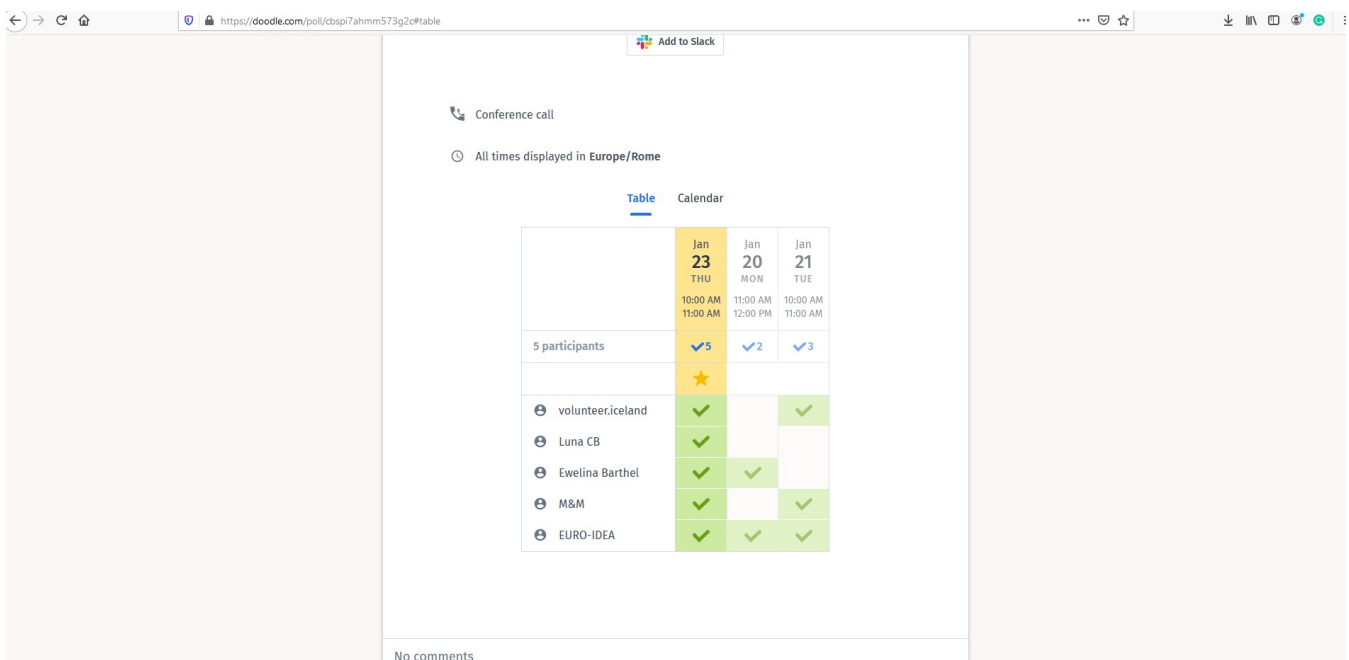 https://doodle.com/poll/cbspi7ahmm573g2c#table
Add to Slack
Conference call
All times displayed in Europe/Rome
Table Calendar
Jan Jan Jan
23 20 21
THU MON TUE
10:00 AM 11:00 AM 10:00 AM
11:00 AM 12:00 PM 11:00 AM
5 participants 5 2 3
volunteer.iceland
Luna CB
Ewelina Barthel
M&M
EURO-IDEA
No comments